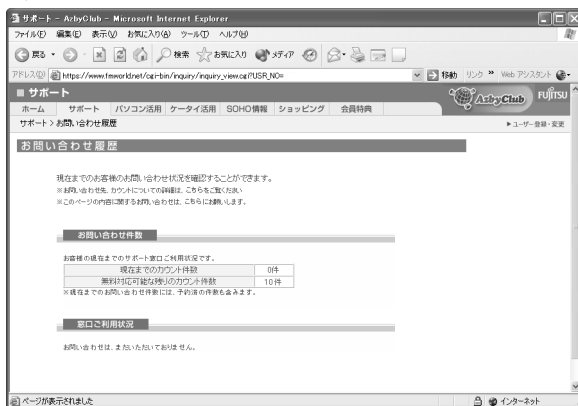 サポート - AzbyClub - Microsoft Internet Explorer
ファイル(F) 編集(E) 表示(V) お気に入り(A) ツール(T) ヘルプ(H)
戻る 検索 お気に入り メディア
アドレス(D) https://www.fmworld.net/cgi-bin/inquiry/inquiry_view.cgi?USR_NO= 移動 リンク » Web アシスタント
サポート AzbyClub FUJITSU
ホーム サポート パソコン活用 ケータイ活用 SOHO情報 ショッピング 会員特典
サポート > お問い合わせ履歴 ▶ユーザー登録・変更
お問い合わせ履歴
現在までのお客様のお問い合わせ状況を確認することができます。
※お問い合わせ先、カウントについての詳細は、こちらをご覧ください
※このページの内容に関するお問い合わせは、こちらにお願いします。
お問い合わせ件数
お客様の現在までのサポート窓口ご利用状況です。
現在までのカウント件数 0件
無料対応可能な残りのカウント件数 10件
※現在までのお問い合わせ件数には、予約済の件数も含みます。
窓口ご利用状況
お問い合わせは、まだいただいておりません。
ページが表示されました インターネット